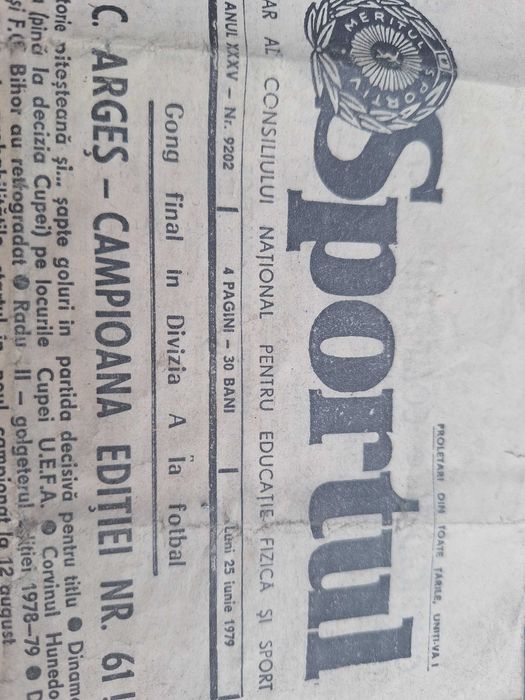 PROLETARI DIN TOATE ȚĂRILE, UNIȚI-VĂ !
MERITUL SPORTIV
Sportul
AR AL CONSILIULUI NAȚIONAL PENTRU EDUCAȚIE FIZICĂ ȘI SPORT
ANUL XXXV – Nr. 9202 4 PAGINI – 30 BANI Luni 25 iunie 1979
Gong final în Divizia A la fotbal
C. ARGEȘ – CAMPIOANA EDIȚIEI NR. 61 !
torie piteșteană și... șapte goluri în partida decisivă pentru titlu ● Dinam
(pînă la decizia Cupei) pe locurile Cupei U.E.F.A. ● Corvinul Hunedo
și F.C. Bihor au retrogradat ● Radu II – golgeterul ediției 1978–79 ● D
campionat la 12 august